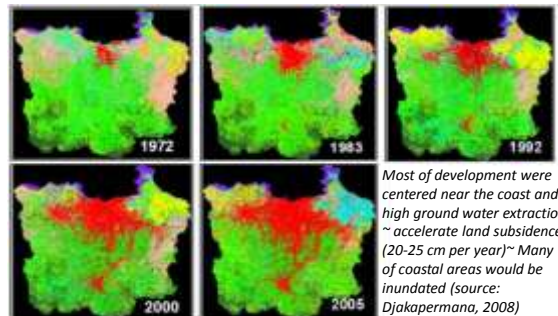 1972
1983
1992
2000
2005
Most of development were
centered near the coast and
high ground water extractio
~ accelerate land subsidence
(20-25 cm per year)~ Many
of coastal areas would be
inundated (source:
Djakapermana, 2008)